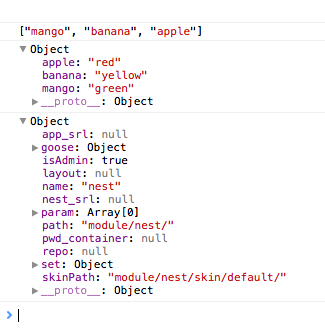 ["mango", "banana", "apple"]
Object
apple: "red"
banana: "yellow"
mango: "green"
__proto__: Object
Object
app_srl: null
goose: Object
isAdmin: true
layout: null
name: "nest"
nest_srl: null
param: Array[0]
path: "module/nest/"
pwd_container: null
repo: null
set: Object
skinPath: "module/nest/skin/default/"
__proto__: Object